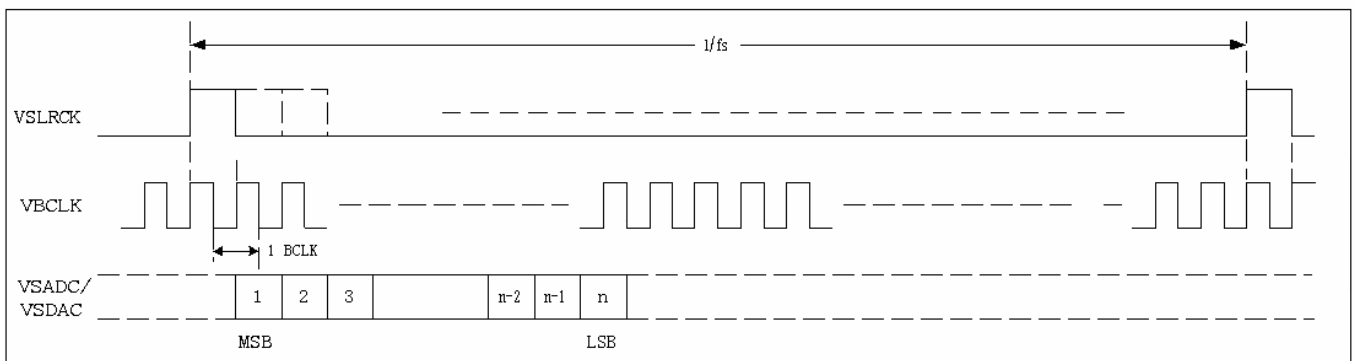 1/fs
VSLRCK
VBCLK
1 BCLK
VSADC/
VSDAC
1 2 3 n-2 n-1 n
MSB LSB